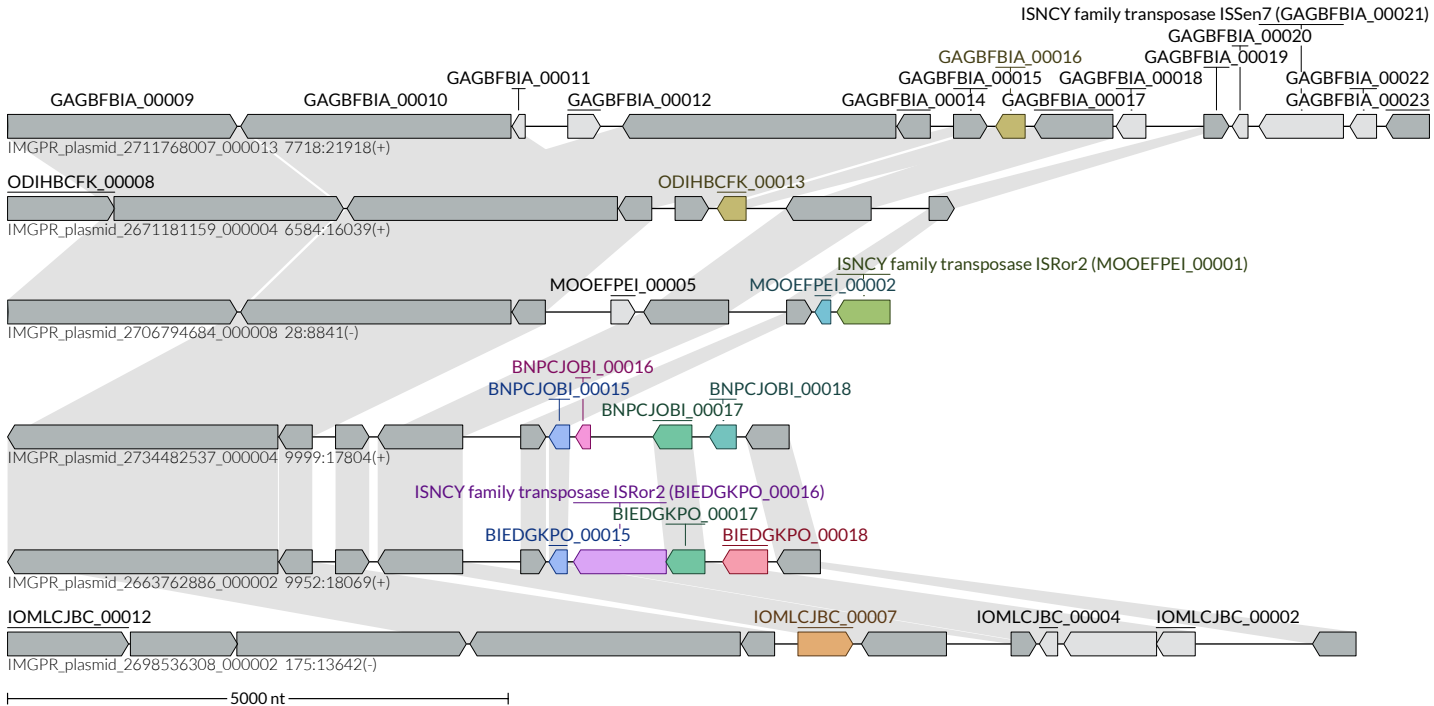 ISNCY family transposase ISSen7 (GAGBFBIA_00021)
GAGBFBIA_00020
GAGBFBIA_00016 GAGBFBIA_00019
GAGBFBIA_00011 GAGBFBIA_00015 GAGBFBIA_00018 GAGBFBIA_00022
GAGBFBIA_00009 GAGBFBIA_00010 GAGBFBIA_00012 GAGBFBIA_00014 GAGBFBIA_00017 GAGBFBIA_00023
IMGPR_plasmid_2711768007_000013 7718:21918(+)
ODIHBCFK_00008 ODIHBCFK_00013
IMGPR_plasmid_2671181159_000004 6584:16039(+)
ISNCY family transposase ISRor2 (MOOEFPEI_00001)
MOOEFPEI_00005 MOOEFPEI_00002
IMGPR_plasmid_2706794684_000008 28:8841(-)
BNPCJOBI_00016
BNPCJOBI_00015 BNPCJOBI_00018
BNPCJOBI_00017
IMGPR_plasmid_2734482537_000004 9999:17804(+)
ISNCY family transposase ISRor2 (BIEDGKPO_00016)
BIEDGKPO_00017
BIEDGKPO_00015 BIEDGKPO_00018
IMGPR_plasmid_2663762886_000002 9952:18069(+)
IOMLCJBC_00012 IOMLCJBC_00007 IOMLCJBC_00004 IOMLCJBC_00002
IMGPR_plasmid_2698536308_000002 175:13642(-)
5000 nt